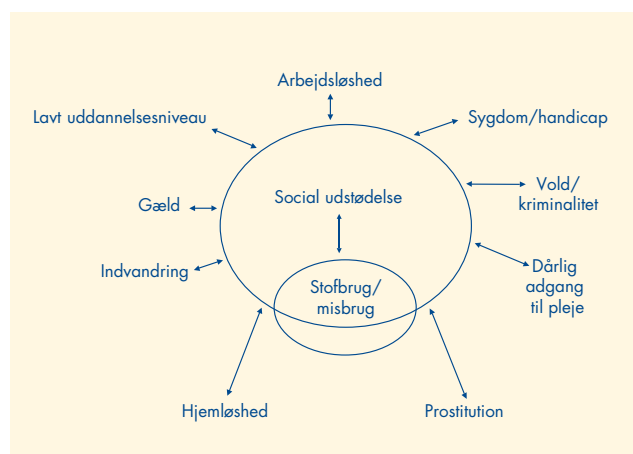 Arbejdsløshed
Lavt uddannelsesniveau
Sygdom/handicap
Social udstødelse
Vold/
kriminalitet
Gæld
Indvandring
Dårlig
adgang
til pleje
Stofbrug/
misbrug
Hjemløshed
Prostitution